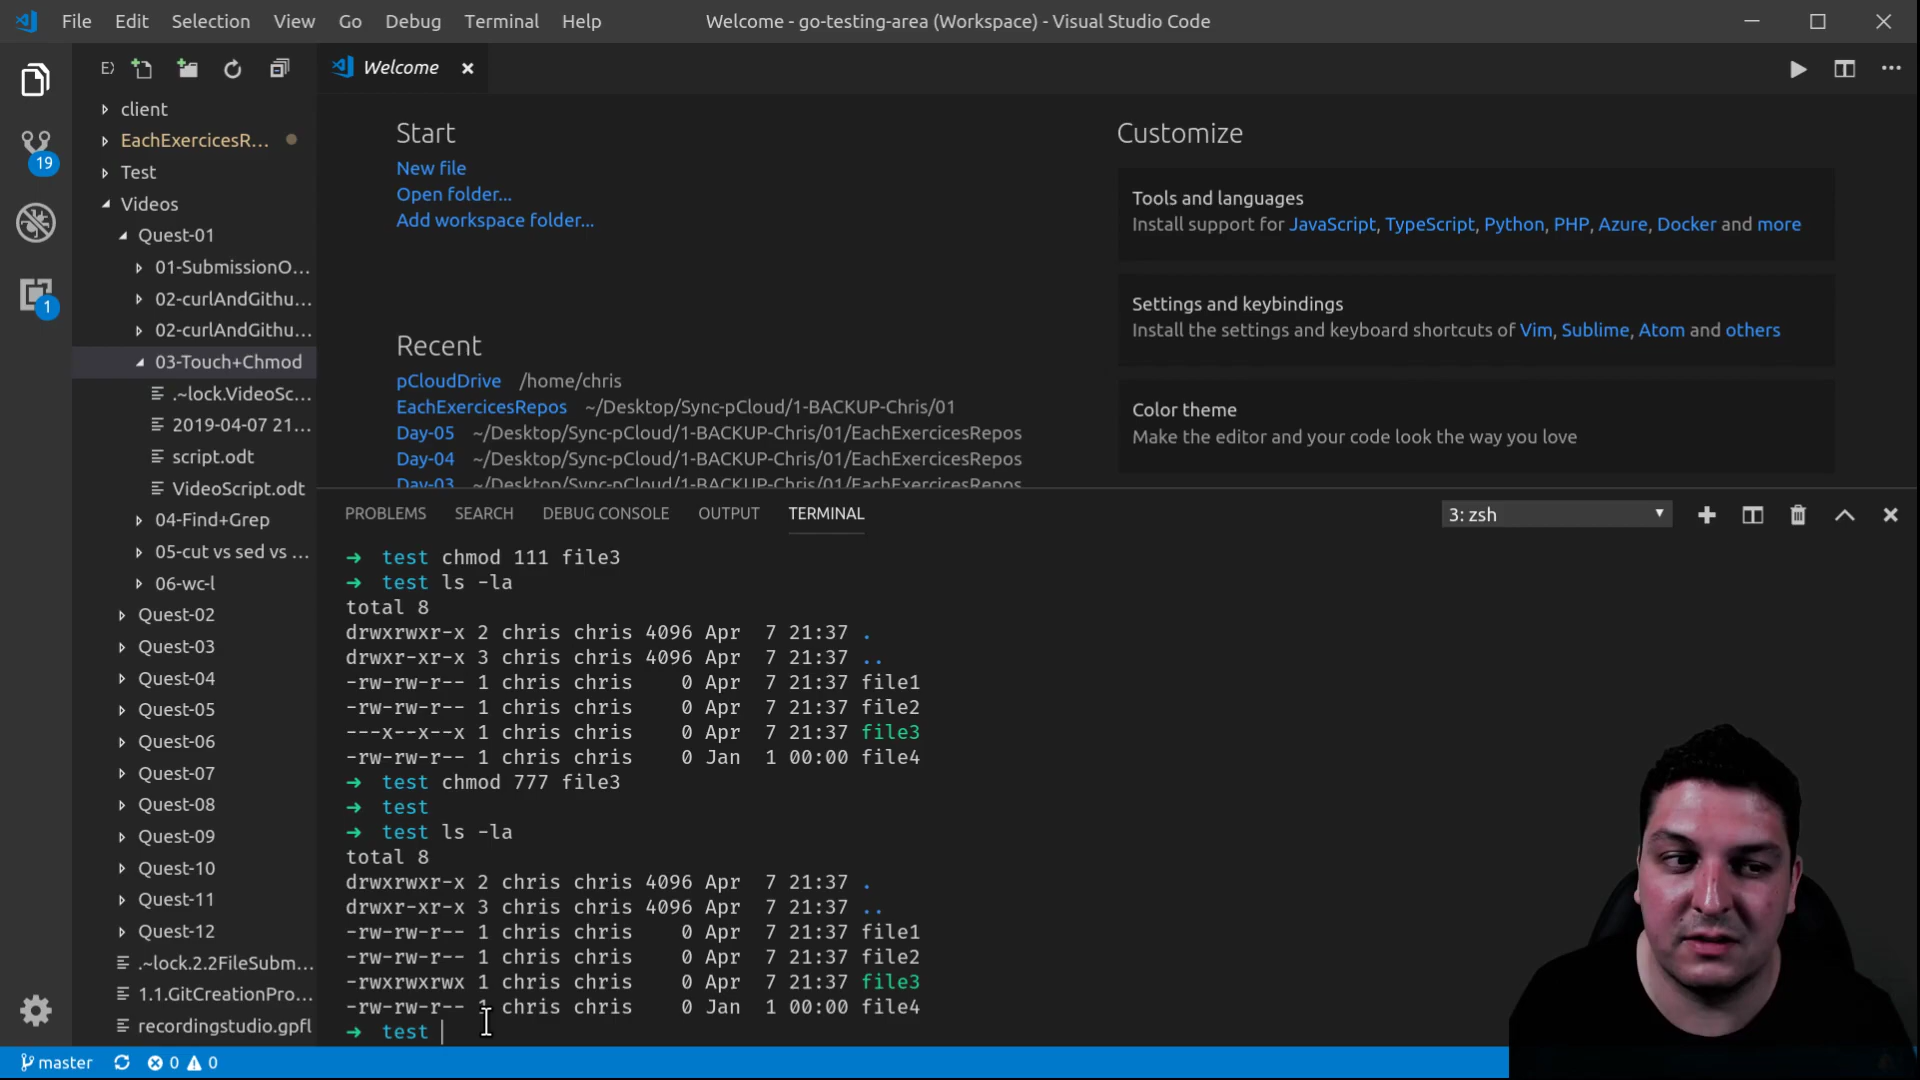 File Edit Selection View Go Debug Terminal Help
Welcome - go-testing-area (Workspace) - Visual Studio Code
Welcome
client
EachExercicesR...
Test
Videos
Quest-01
01-SubmissionO...
02-curlAndGithu...
02-curlAndGithu...
03-Touch+Chmod
.~lock.VideoSc...
2019-04-07 21...
script.odt
VideoScript.odt
04-Find+Grep
05-cut vs sed vs ...
06-wc-l
Quest-02
Quest-03
Quest-04
Quest-05
Quest-06
Quest-07
Quest-08
Quest-09
Quest-10
Quest-11
Quest-12
.~lock.2.2FileSubm...
1.1.GitCreationPro...
recordingstudio.gpfl
19
1
Start
New file
Open folder...
Add workspace folder...
Recent
pCloudDrive /home/chris
EachExercicesRepos ~/Desktop/Sync-pCloud/1-BACKUP-Chris/01
Day-05 ~/Desktop/Sync-pCloud/1-BACKUP-Chris/01/EachExercicesRepos
Day-04 ~/Desktop/Sync-pCloud/1-BACKUP-Chris/01/EachExercicesRepos
Day-03 ~/Desktop/Sync-pCloud/1-BACKUP-Chris/01/EachExercicesRepos
Customize
Tools and languages
Install support for JavaScript, TypeScript, Python, PHP, Azure, Docker and more
Settings and keybindings
Install the settings and keyboard shortcuts of Vim, Sublime, Atom and others
Color theme
Make the editor and your code look the way you love
PROBLEMS SEARCH DEBUG CONSOLE OUTPUT TERMINAL
3: zsh
➜ test chmod 111 file3
➜ test ls -la
total 8
drwxrwxr-x 2 chris chris 4096 Apr 7 21:37 .
drwxr-xr-x 3 chris chris 4096 Apr 7 21:37 ..
-rw-rw-r-- 1 chris chris 0 Apr 7 21:37 file1
-rw-rw-r-- 1 chris chris 0 Apr 7 21:37 file2
---x--x--x 1 chris chris 0 Apr 7 21:37 file3
-rw-rw-r-- 1 chris chris 0 Jan 1 00:00 file4
➜ test chmod 777 file3
➜ test
➜ test ls -la
total 8
drwxrwxr-x 2 chris chris 4096 Apr 7 21:37 .
drwxr-xr-x 3 chris chris 4096 Apr 7 21:37 ..
-rw-rw-r-- 1 chris chris 0 Apr 7 21:37 file1
-rw-rw-r-- 1 chris chris 0 Apr 7 21:37 file2
-rwxrwxrwx 1 chris chris 0 Apr 7 21:37 file3
-rw-rw-r-- 1 chris chris 0 Jan 1 00:00 file4
➜ test
master 0 0